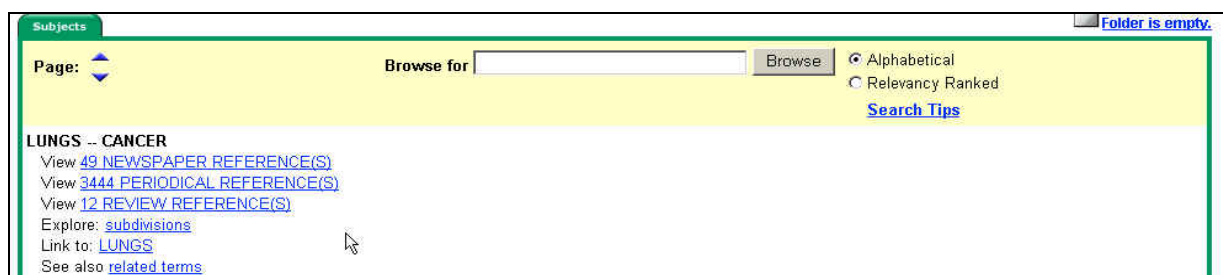 Subjects
Folder is empty.
Page:
Browse for
Browse
Alphabetical
Relevancy Ranked
Search Tips
LUNGS -- CANCER
View 49 NEWSPAPER REFERENCE(S)
View 3444 PERIODICAL REFERENCE(S)
View 12 REVIEW REFERENCE(S)
Explore: subdivisions
Link to: LUNGS
See also related terms